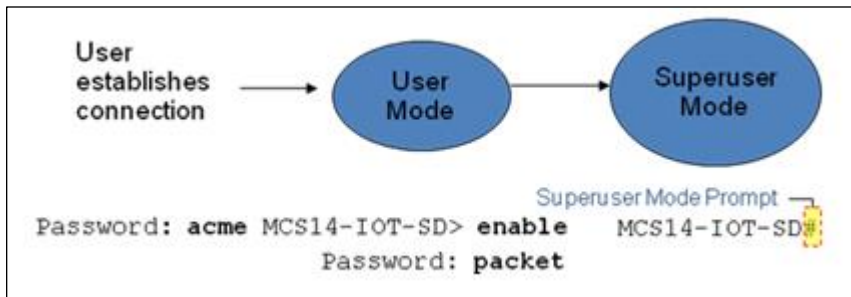 User
establishes
connection
User
Mode
Superuser
Mode
Superuser Mode Prompt
Password: acme MCS14-IOT-SD> enable MCS14-IOT-SD#
Password: packet